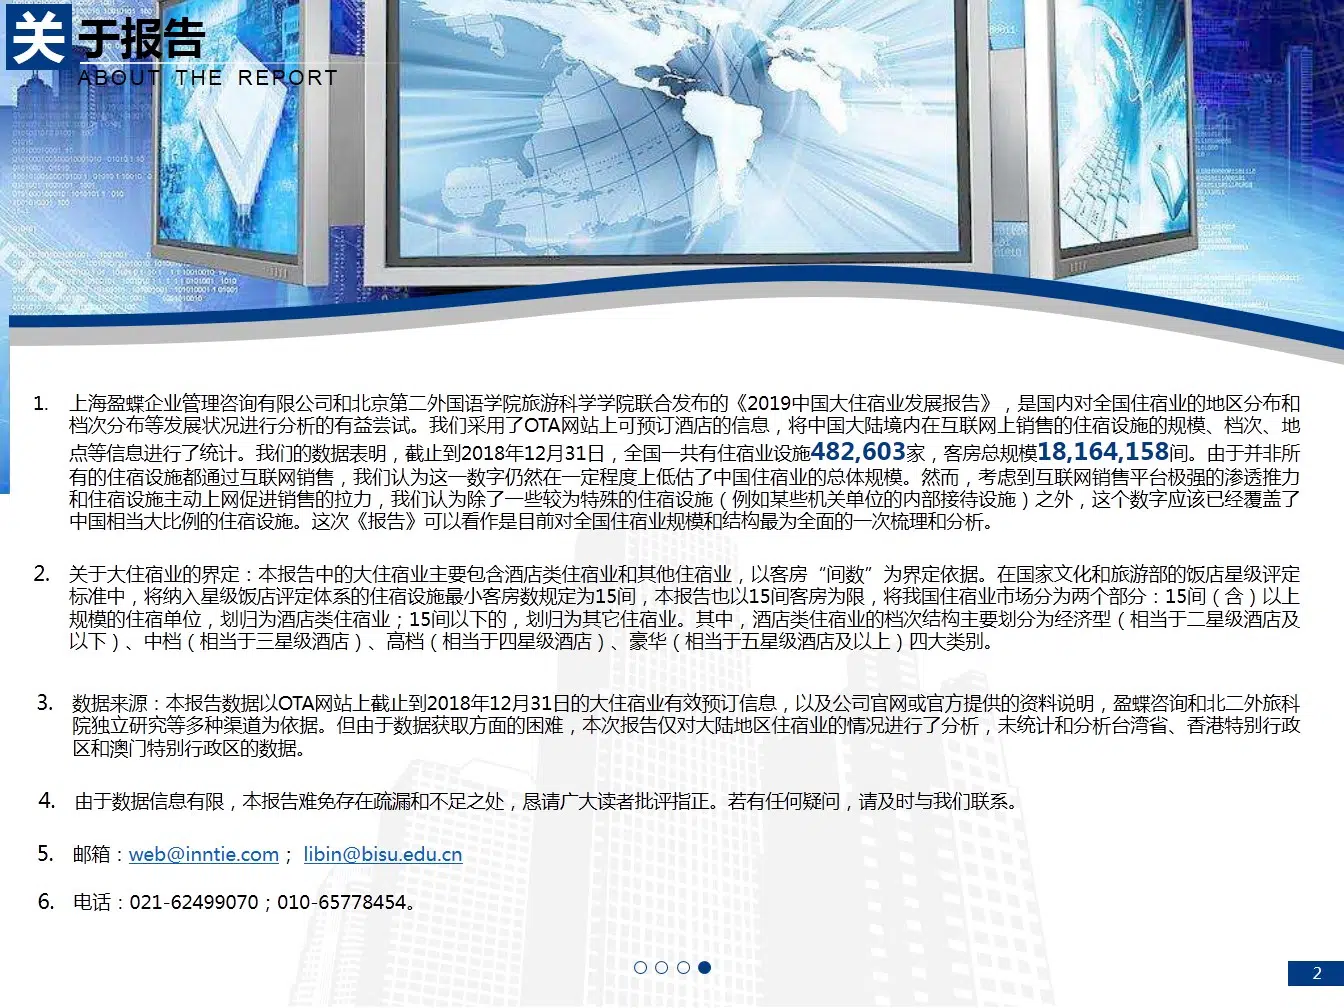 关于报告
ABOUT THE REPORT
1. 上海盈蝶企业管理咨询有限公司和北京第二外国语学院旅游科学学院联合发布的《2019中国大住宿业发展报告》，是国内对全国住宿业的地区分布和
档次分布等发展状况进行分析的有益尝试。我们采用了OTA网站上可预订酒店的信息，将中国大陆境内在互联网上销售的住宿设施的规模、档次、地
点等信息进行了统计。我们的数据表明，截止到2018年12月31日，全国一共有住宿业设施482,603家，客房总规模18,164,158间。由于并非所
有的住宿设施都通过互联网销售，我们认为这一数字仍然在一定程度上低估了中国住宿业的总体规模。然而，考虑到互联网销售平台极强的渗透推力
和住宿设施主动上网促进销售的拉力，我们认为除了一些较为特殊的住宿设施（例如某些机关单位的内部接待设施）之外，这个数字应该已经覆盖了
中国相当大比例的住宿设施。这次《报告》可以看作是目前对全国住宿业规模和结构最为全面的一次梳理和分析。
2. 关于大住宿业的界定：本报告中的大住宿业主要包含酒店类住宿业和其他住宿业，以客房“间数”为界定依据。在国家文化和旅游部的饭店星级评定
标准中，将纳入星级饭店评定体系的住宿设施最小客房数规定为15间，本报告也以15间客房为限，将我国住宿业市场分为两个部分：15间（含）以上
规模的住宿单位，划归为酒店类住宿业；15间以下的，划归为其它住宿业。其中，酒店类住宿业的档次结构主要划分为经济型（相当于二星级酒店及
以下）、中档（相当于三星级酒店）、高档（相当于四星级酒店）、豪华（相当于五星级酒店及以上）四大类别。
3. 数据来源：本报告数据以OTA网站上截止到2018年12月31日的大住宿业有效预订信息，以及公司官网或官方提供的资料说明，盈蝶咨询和北二外旅科
院独立研究等多种渠道为依据。但由于数据获取方面的困难，本次报告仅对大陆地区住宿业的情况进行了分析，未统计和分析台湾省、香港特别行政
区和澳门特别行政区的数据。
4. 由于数据信息有限，本报告难免存在疏漏和不足之处，恳请广大读者批评指正。若有任何疑问，请及时与我们联系。
5. 邮箱：web@inntie.com； libin@bisu.edu.cn
6. 电话：021-62499070；010-65778454。
2